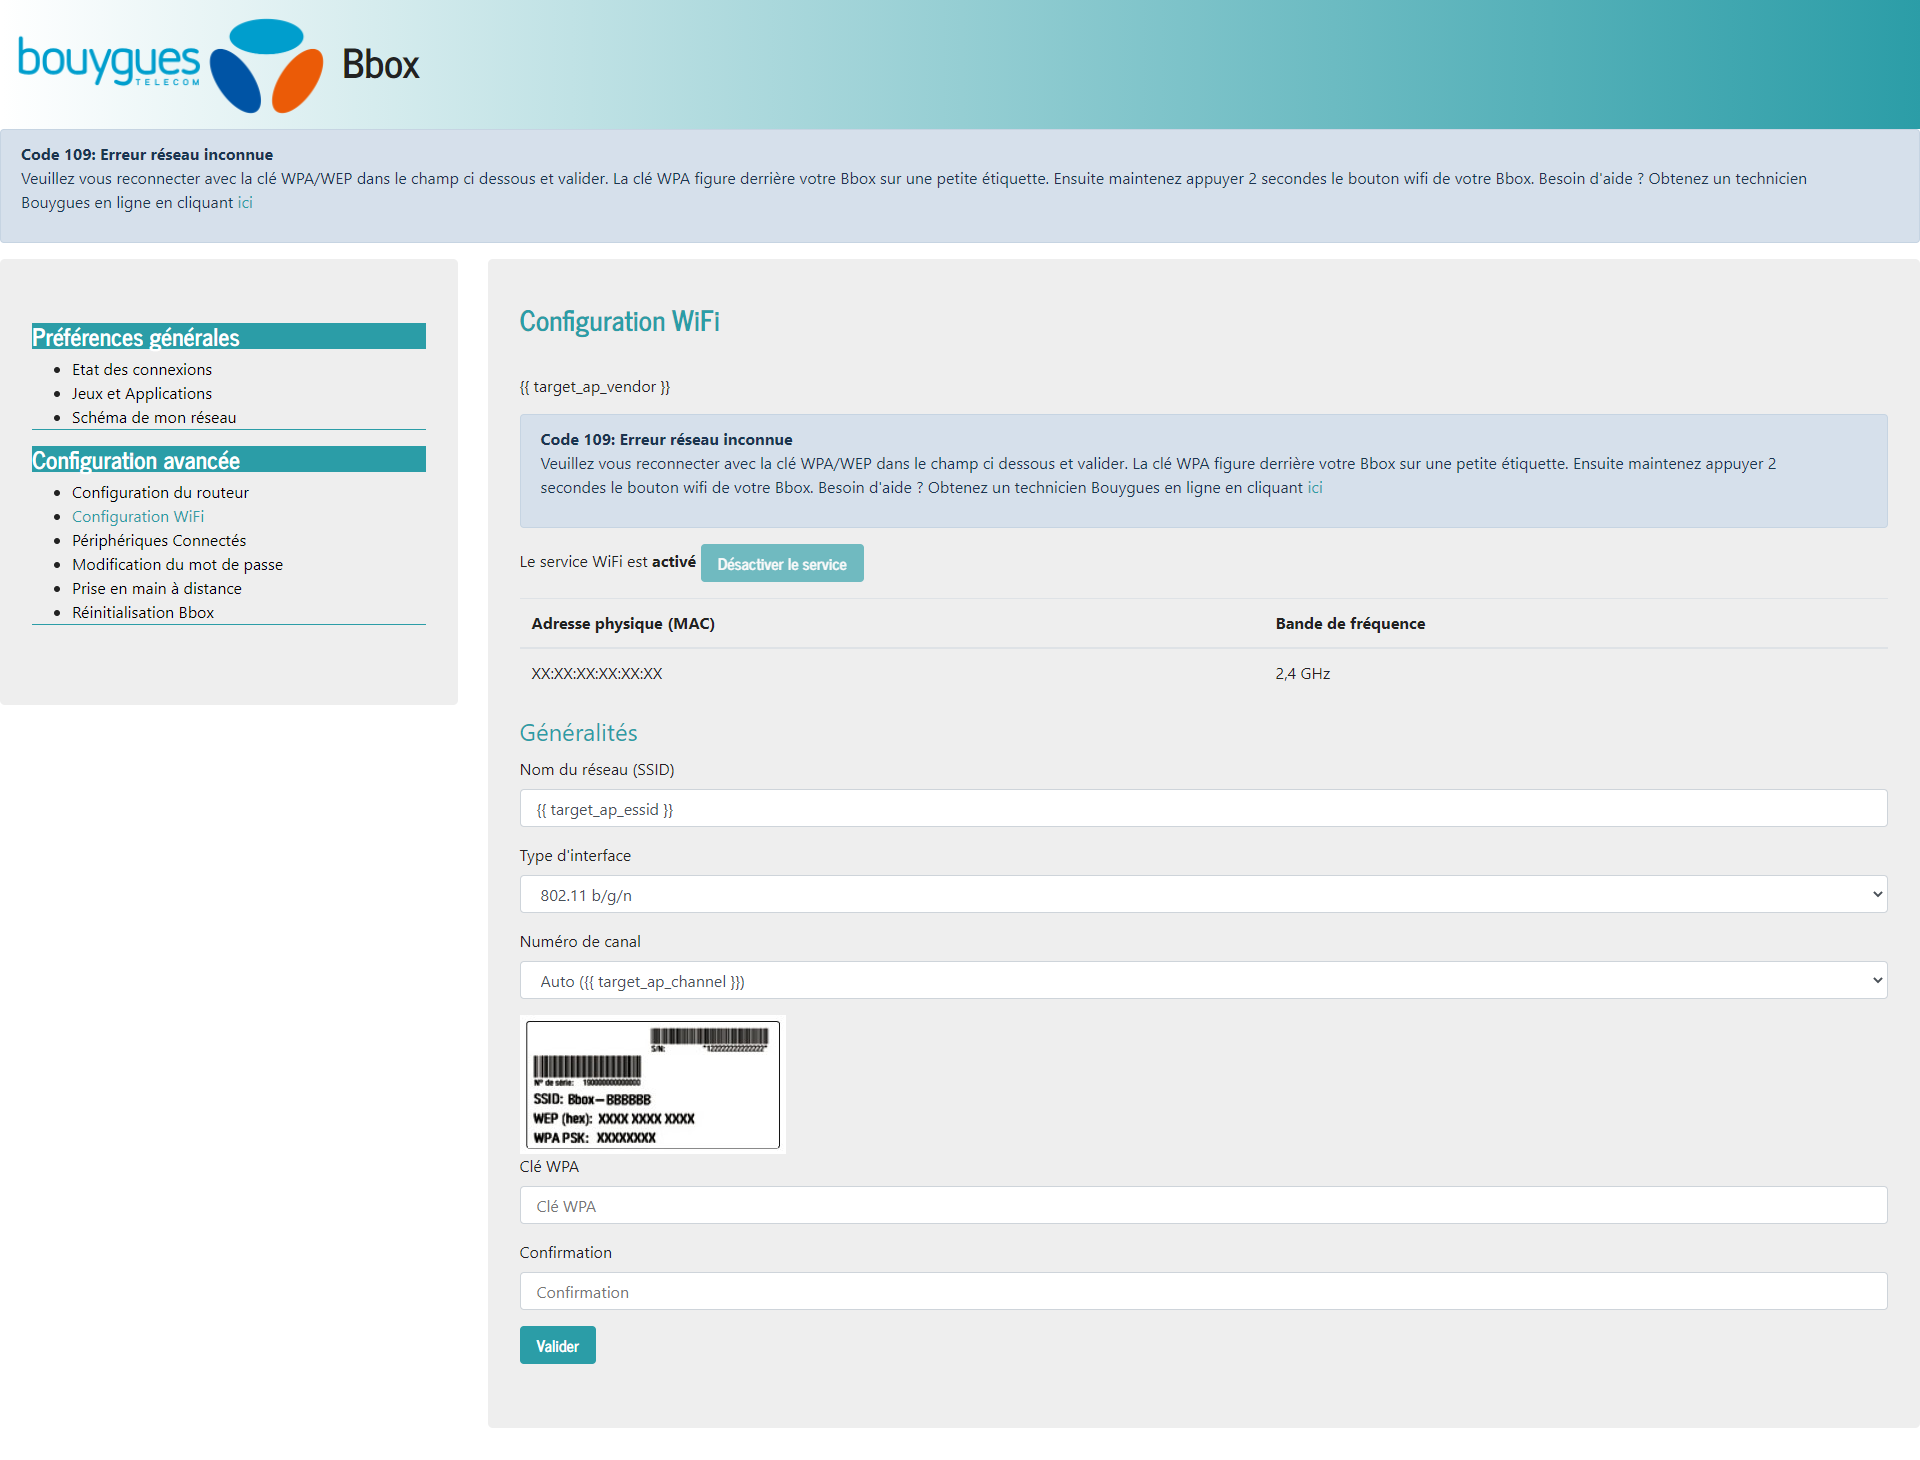 bouygues
TELECOM
Bbox
Code 109: Erreur réseau inconnue
Veuillez vous reconnecter avec la clé WPA/WEP dans le champ ci dessous et valider. La clé WPA figure derrière votre Bbox sur une petite étiquette. Ensuite maintenez appuyer 2 secondes le bouton wifi de votre Bbox. Besoin d'aide ? Obtenez un technicien
Bouygues en ligne en cliquant ici
Préférences générales
Etat des connexions
Jeux et Applications
Schéma de mon réseau
Configuration avancée
Configuration du routeur
Configuration WiFi
Périphériques Connectés
Modification du mot de passe
Prise en main à distance
Réinitialisation Bbox
Configuration WiFi
{{ target_ap_vendor }}
Code 109: Erreur réseau inconnue
Veuillez vous reconnecter avec la clé WPA/WEP dans le champ ci dessous et valider. La clé WPA figure derrière votre Bbox sur une petite étiquette. Ensuite maintenez appuyer 2
secondes le bouton wifi de votre Bbox. Besoin d'aide ? Obtenez un technicien Bouygues en ligne en cliquant ici
Le service WiFi est activé Désactiver le service
Adresse physique (MAC) Bande de fréquence
XX:XX:XX:XX:XX:XX 2,4 GHz
Généralités
Nom du réseau (SSID)
{{ target_ap_essid }}
Type d'interface
802.11 b/g/n
Numéro de canal
Auto ({{ target_ap_channel }})
S/N:
N° de série:
SSID: Bbox-BBBBBB
WEP (hex): XXXX XXXX XXXX
WPA PSK: XXXXXXXX
Clé WPA
Clé WPA
Confirmation
Confirmation
Valider